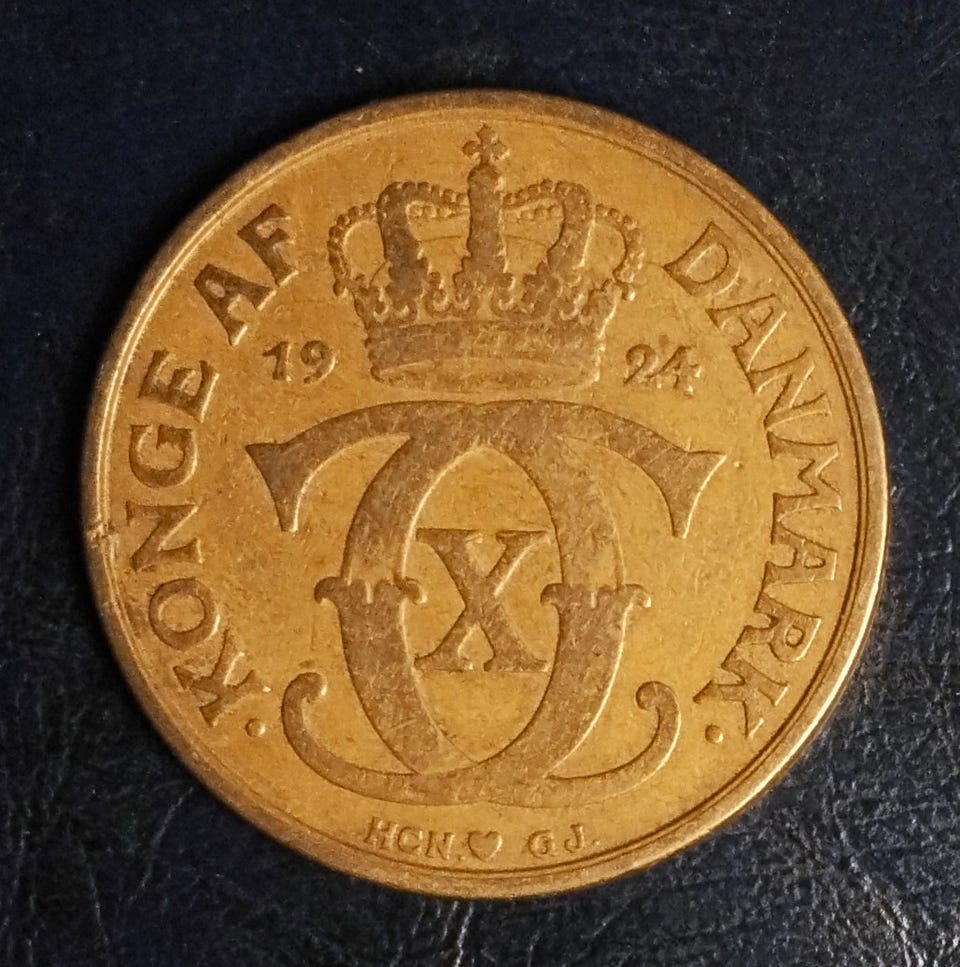 · KONGE AF DANMARK ·
19 24
X
HCN.♥ GJ.